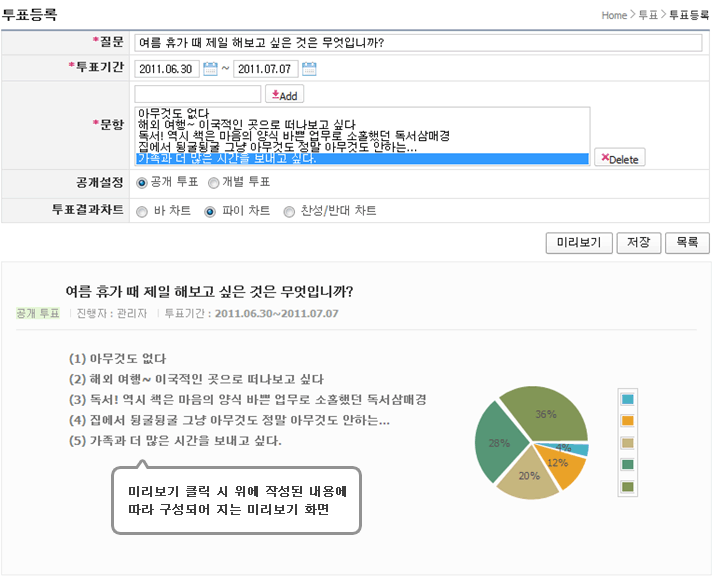 투표등록
Home > 투표 > 투표등록
*질문 여름 휴가 때 제일 해보고 싶은 것은 무엇입니까?
*투표기간 2011.06.30 ~ 2011.07.07
Add
*문항
아무것도 없다
해외 여행~ 이국적인 곳으로 떠나보고 싶다
독서! 역시 책은 마음의 양식 바쁜 업무로 소홀했던 독서삼매경
집에서 뒹굴뒹굴 그냥 아무것도 정말 아무것도 안하는...
가족과 더 많은 시간을 보내고 싶다.
Delete
공개설정 공개 투표 개별 투표
투표결과차트 바 차트 파이 차트 찬성/반대 차트
미리보기 저장 목록
여름 휴가 때 제일 해보고 싶은 것은 무엇입니까?
공개 투표 | 진행자 : 관리자 | 투표기간 : 2011.06.30~2011.07.07
(1) 아무것도 없다
(2) 해외 여행~ 이국적인 곳으로 떠나보고 싶다
(3) 독서! 역시 책은 마음의 양식 바쁜 업무로 소홀했던 독서삼매경
(4) 집에서 뒹굴뒹굴 그냥 아무것도 정말 아무것도 안하는...
(5) 가족과 더 많은 시간을 보내고 싶다.
36%
28%
4%
12%
20%
미리보기 클릭 시 위에 작성된 내용에
따라 구성되어 지는 미리보기 화면